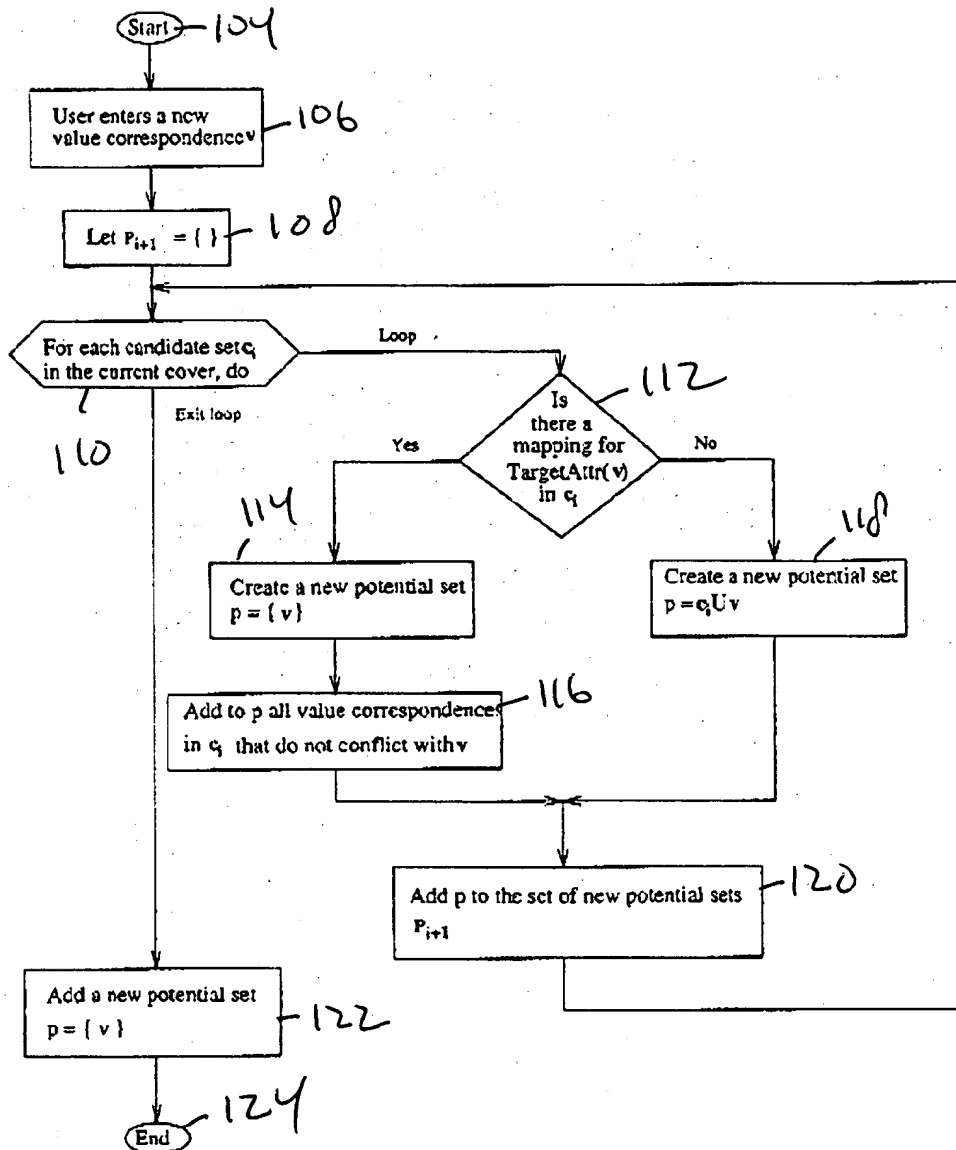 Start
104
User enters a new
value correspondence v
106
Let P_{i+1} = { }
108
For each candidate set c_i
in the current cover, do
110
Loop
Exit loop
Is
there a
mapping for
TargetAttr(v)
in c_i
112
Yes
No
114
Create a new potential set
p = { v }
118
Create a new potential set
p = c_i U v
Add to p all value correspondences
in c_i that do not conflict with v
116
Add p to the set of new potential sets
P_{i+1}
120
Add a new potential set
p = { v }
122
End
124